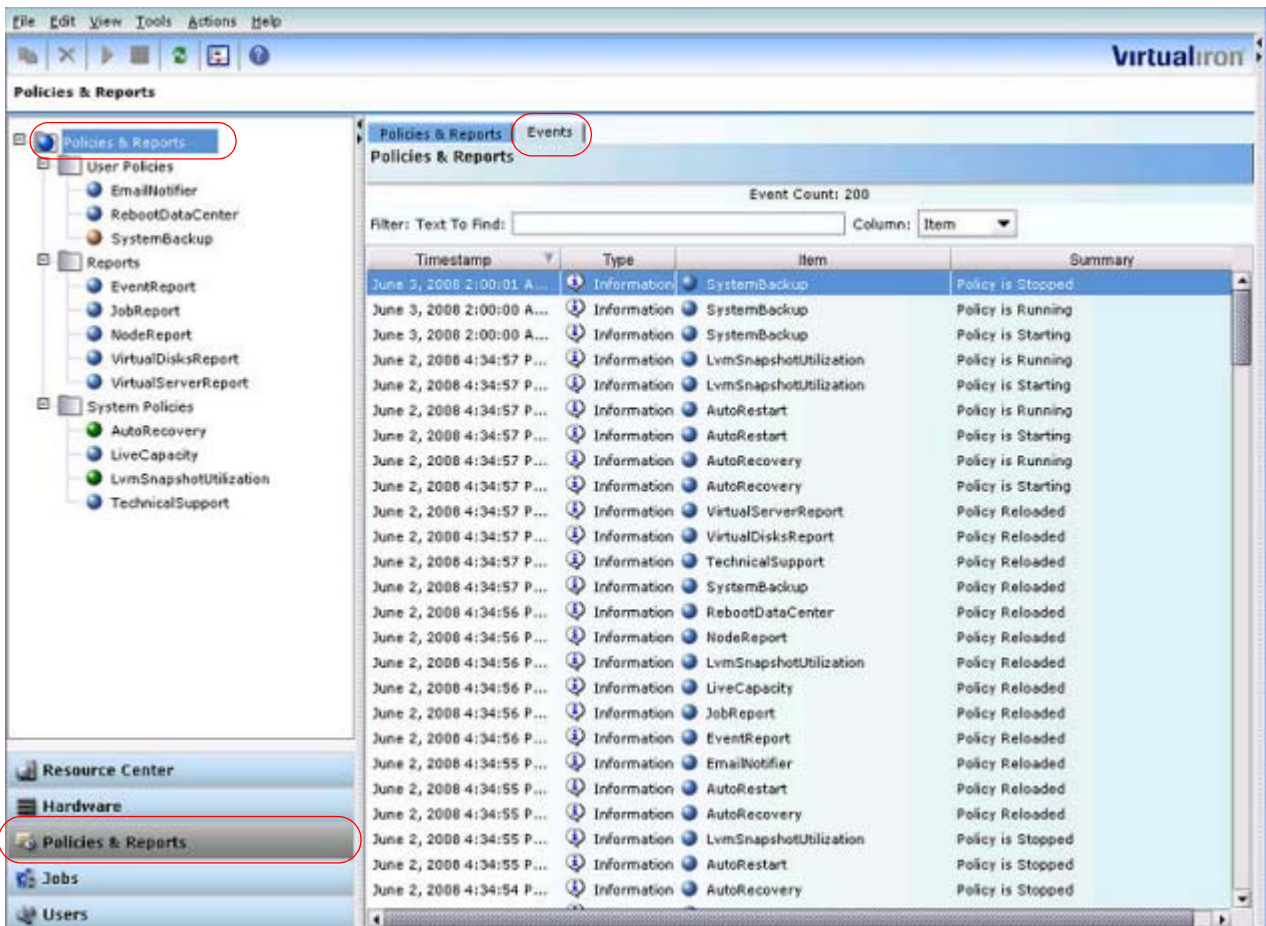 File Edit View Tools Actions Help
VirtualIron
Policies & Reports
Policies & Reports
User Policies
EmailNotifier
RebootDataCenter
SystemBackup
Reports
EventReport
JobReport
NodeReport
VirtualDisksReport
VirtualServerReport
System Policies
AutoRecovery
LiveCapacity
LvmSnapshotUtilization
TechnicalSupport
Resource Center
Hardware
Policies & Reports
Jobs
Users
Policies & Reports Events
Policies & Reports
Event Count: 200
Filter: Text To Find: Column: Item
Timestamp Type Item Summary
June 3, 2008 2:00:01 A... Information SystemBackup Policy is Stopped
June 3, 2008 2:00:00 A... Information SystemBackup Policy is Running
June 3, 2008 2:00:00 A... Information SystemBackup Policy is Starting
June 2, 2008 4:34:57 P... Information LvmSnapshotUtilization Policy is Running
June 2, 2008 4:34:57 P... Information LvmSnapshotUtilization Policy is Starting
June 2, 2008 4:34:57 P... Information AutoRestart Policy is Running
June 2, 2008 4:34:57 P... Information AutoRestart Policy is Starting
June 2, 2008 4:34:57 P... Information AutoRecovery Policy is Running
June 2, 2008 4:34:57 P... Information AutoRecovery Policy is Starting
June 2, 2008 4:34:57 P... Information VirtualServerReport Policy Reloaded
June 2, 2008 4:34:57 P... Information VirtualDisksReport Policy Reloaded
June 2, 2008 4:34:57 P... Information TechnicalSupport Policy Reloaded
June 2, 2008 4:34:57 P... Information SystemBackup Policy Reloaded
June 2, 2008 4:34:56 P... Information RebootDataCenter Policy Reloaded
June 2, 2008 4:34:56 P... Information NodeReport Policy Reloaded
June 2, 2008 4:34:56 P... Information LvmSnapshotUtilization Policy Reloaded
June 2, 2008 4:34:56 P... Information LiveCapacity Policy Reloaded
June 2, 2008 4:34:56 P... Information JobReport Policy Reloaded
June 2, 2008 4:34:56 P... Information EventReport Policy Reloaded
June 2, 2008 4:34:55 P... Information EmailNotifier Policy Reloaded
June 2, 2008 4:34:55 P... Information AutoRestart Policy Reloaded
June 2, 2008 4:34:55 P... Information AutoRecovery Policy Reloaded
June 2, 2008 4:34:55 P... Information LvmSnapshotUtilization Policy is Stopped
June 2, 2008 4:34:55 P... Information AutoRestart Policy is Stopped
June 2, 2008 4:34:54 P... Information AutoRecovery Policy is Stopped